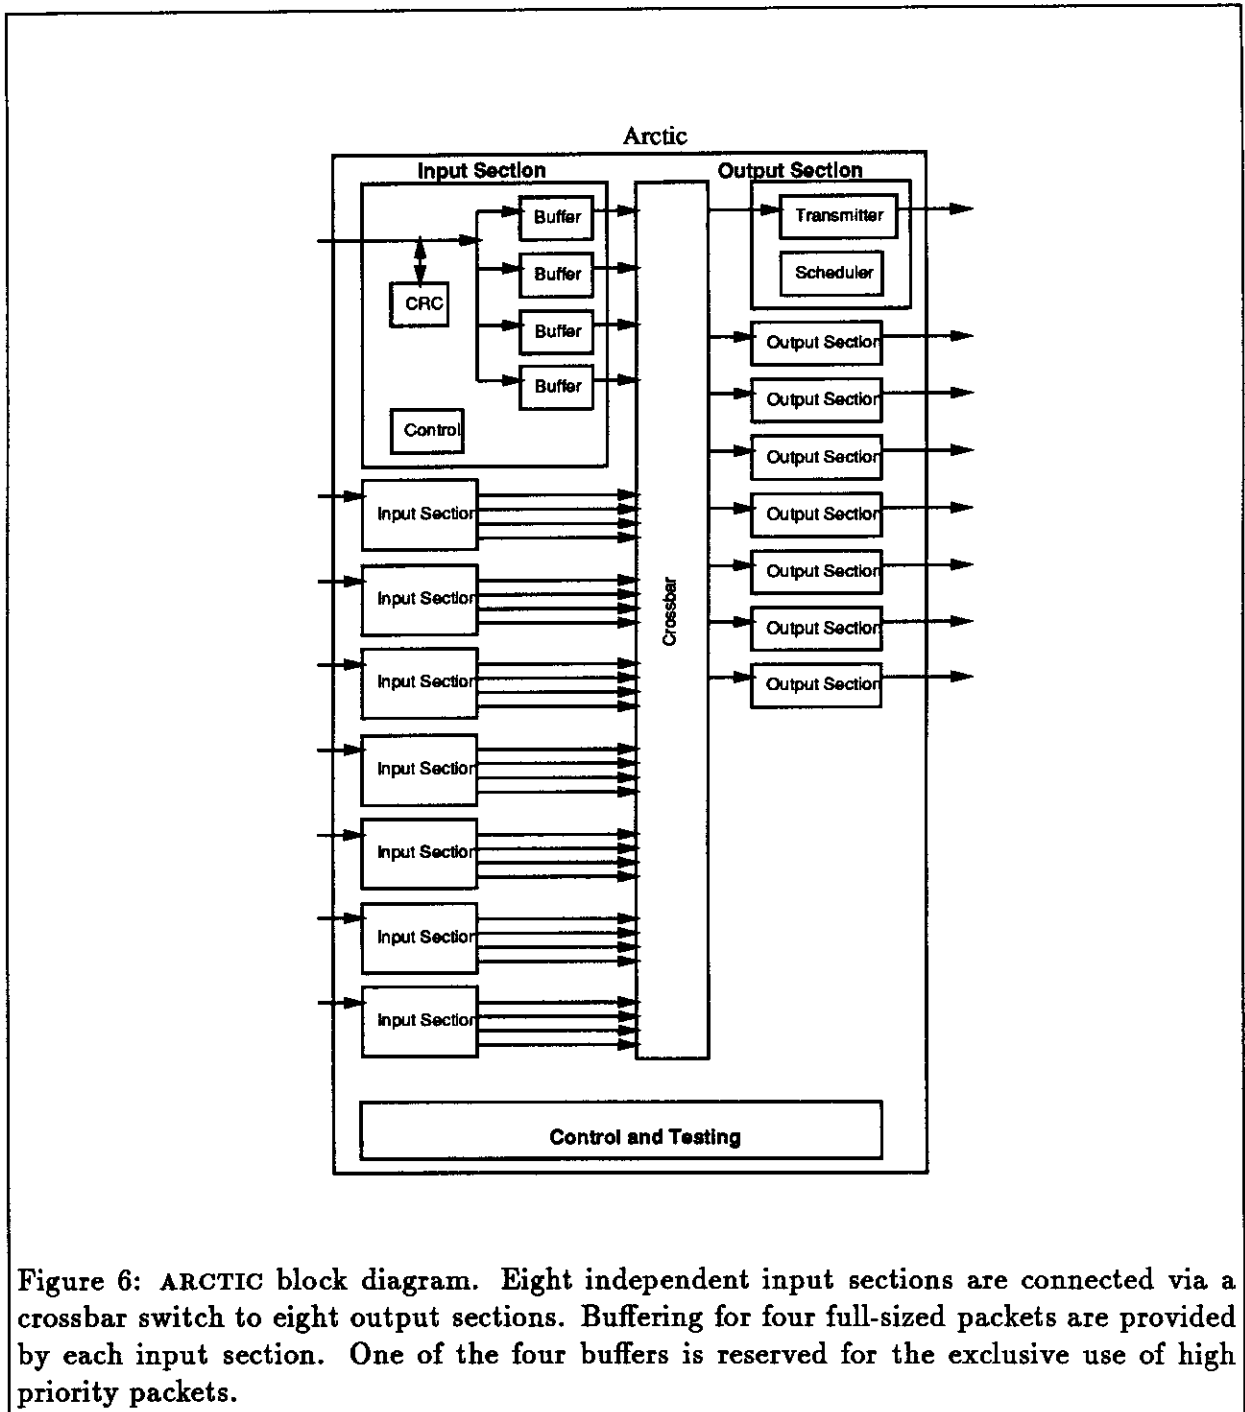 Arctic
Input Section
Output Section
Buffer
Buffer
Buffer
Buffer
CRC
Control
Transmitter
Scheduler
Input Section
Input Section
Input Section
Input Section
Input Section
Input Section
Input Section
Crossbar
Output Section
Output Section
Output Section
Output Section
Output Section
Output Section
Output Section
Control and Testing
Figure 6: ARCTIC block diagram. Eight independent input sections are connected via a
crossbar switch to eight output sections. Buffering for four full-sized packets are provided
by each input section. One of the four buffers is reserved for the exclusive use of high
priority packets.